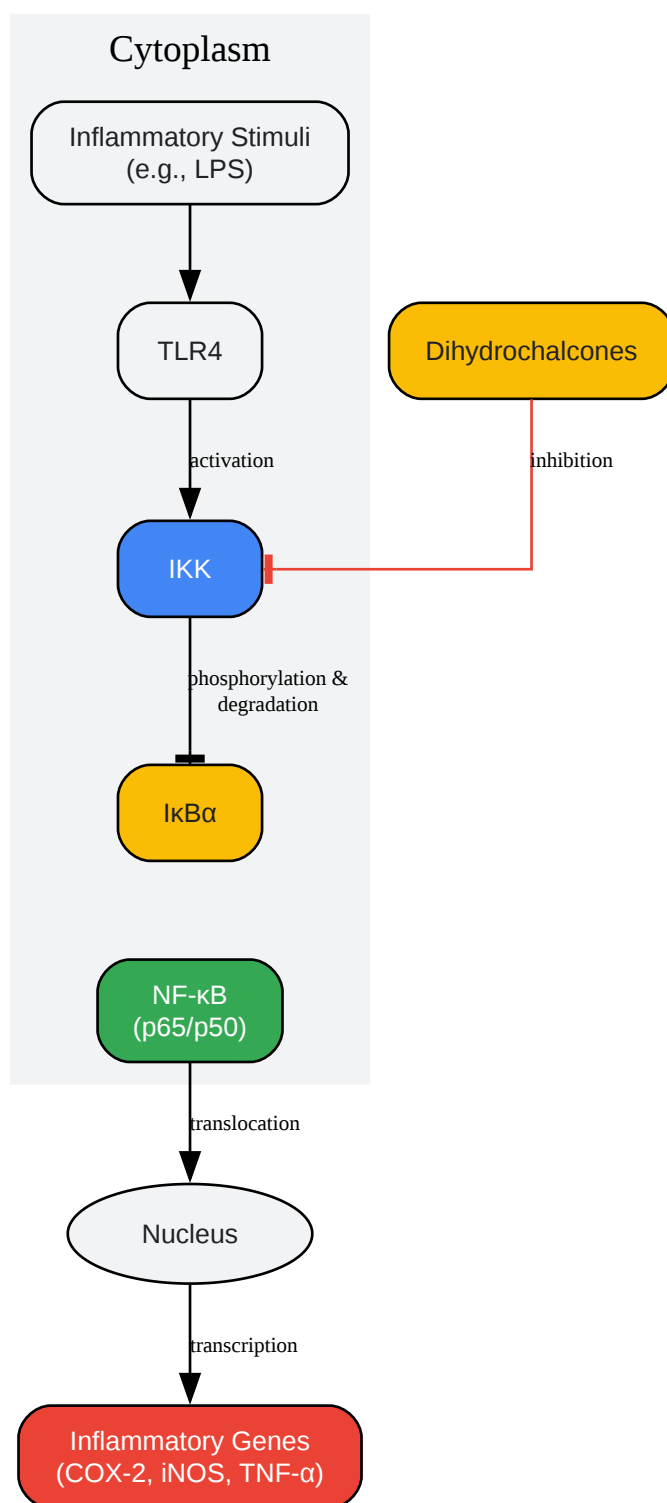 Cytoplasm
Inflammatory Stimuli
(e.g., LPS)
TLR4
Dihydrochalcones
activation
inhibition
IKK
phosphorylation &
degradation
IκBα
NF-κB
(p65/p50)
translocation
Nucleus
transcription
Inflammatory Genes
(COX-2, iNOS, TNF-α)